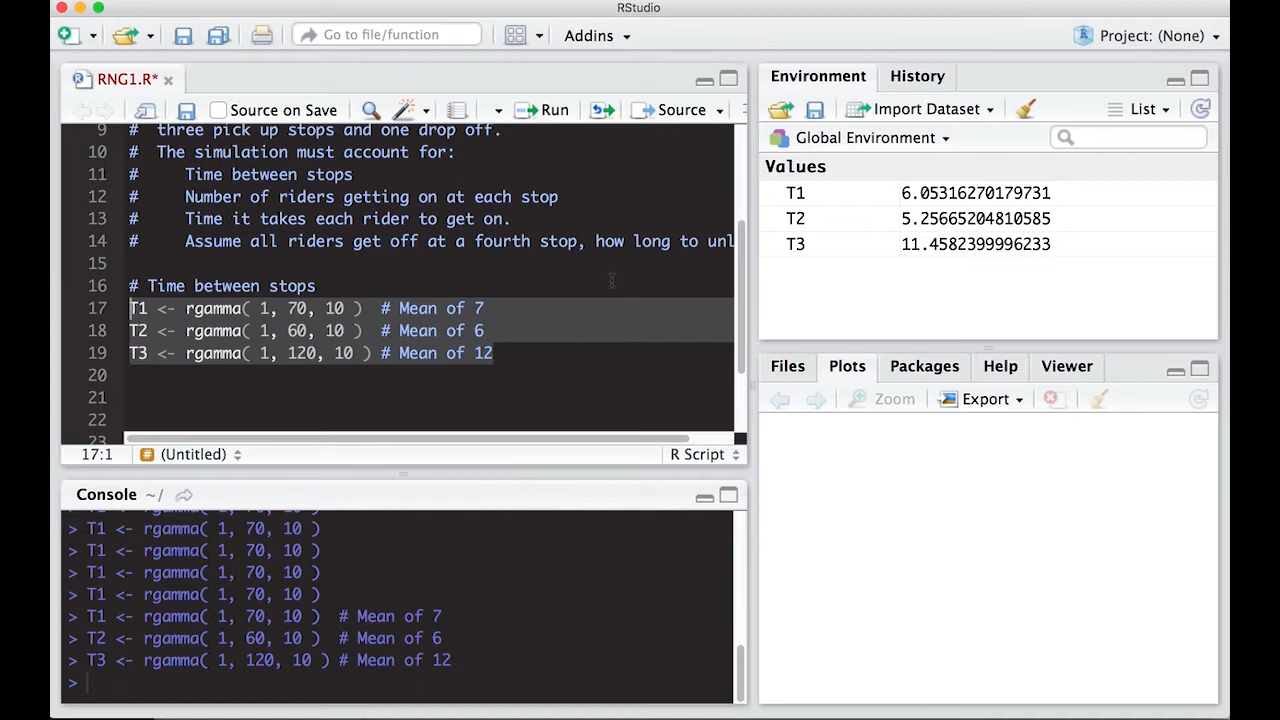 RStudio
Go to file/function
Addins
Project: (None)
RNG1.R*
Source on Save
Run
Source
9 # three pick up stops and one drop off.
10 # The simulation must account for:
11 # Time between stops
12 # Number of riders getting on at each stop
13 # Time it takes each rider to get on.
14 # Assume all riders get off at a fourth stop, how long to unl
15
16 # Time between stops
17 T1 <- rgamma( 1, 70, 10 ) # Mean of 7
18 T2 <- rgamma( 1, 60, 10 ) # Mean of 6
19 T3 <- rgamma( 1, 120, 10 ) # Mean of 12
20
21
22
23
17:1 (Untitled) R Script
Console ~/
> T1 <- rgamma( 1, 70, 10 )
> T1 <- rgamma( 1, 70, 10 )
> T1 <- rgamma( 1, 70, 10 )
> T1 <- rgamma( 1, 70, 10 )
> T1 <- rgamma( 1, 70, 10 )
> T1 <- rgamma( 1, 70, 10 ) # Mean of 7
> T2 <- rgamma( 1, 60, 10 ) # Mean of 6
> T3 <- rgamma( 1, 120, 10 ) # Mean of 12
>
Environment History
Import Dataset List
Global Environment
Values
T1 6.05316270179731
T2 5.25665204810585
T3 11.4582399996233
Files Plots Packages Help Viewer
Zoom Export